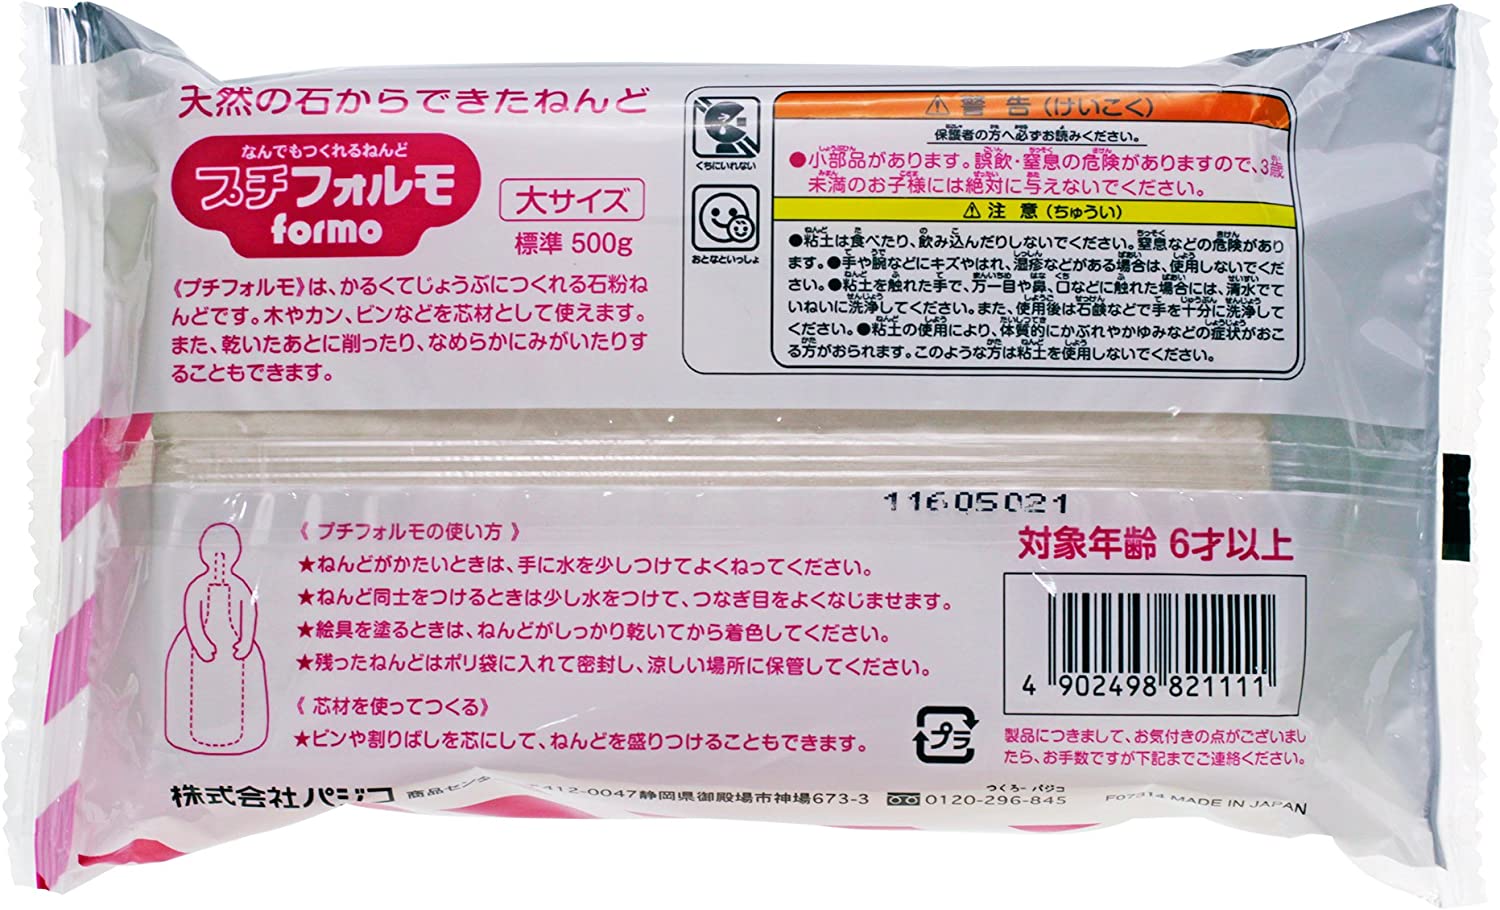 天然の石からできたねんど
なんでもつくれるねんど
プチフォルモ
formo
大サイズ
標準 500g
《プチフォルモ》は、かるくてじょうぶにつくれる石粉ね
んどです。木やカン、ビンなどを芯材として使えます。
また、乾いたあとに削ったり、なめらかにみがいたりす
ることもできます。
くちにいれない
おとなといっしょ
⚠ 警告(けいこく)
保護者の方へ必ずお読みください。
●小部品があります。誤飲・窒息の危険がありますので、3歳
未満のお子様には絶対に与えないでください。
⚠ 注意(ちゅうい)
●粘土は食べたり、飲み込んだりしないでください。窒息などの危険があり
ます。●手や腕などにキズやはれ、湿疹などがある場合は、使用しないでくだ
さい。●粘土を触れた手で、万一目や鼻、口などに触れた場合には、清水でて
いねいに洗浄してください。また、使用後は石鹸などで手を十分に洗浄して
ください。●粘土の使用により、体質的にかぶれやかゆみなどの症状がおこ
る方がおられます。このような方は粘土を使用しないでください。
11605021
《 プチフォルモの使い方 》
★ねんどがかたいときは、手に水を少しつけてよくねってください。
★ねんど同士をつけるときは少し水をつけて、つなぎ目をよくなじませます。
★絵具を塗るときは、ねんどがしっかり乾いてから着色してください。
★残ったねんどはポリ袋に入れて密封し、涼しい場所に保管してください。
《 芯材を使ってつくる》
★ビンや割りばしを芯にして、ねんどを盛りつけることもできます。
対象年齢 6才以上
4 902498 821111
プラ
製品につきまして、お気付きの点がございまし
たら、お手数ですが下記までご連絡ください。
株式会社パジコ 商品セン 412-0047静岡県御殿場市神場673-3 つくろー パジコ 0120-296-845 F07314 MADE IN JAPAN